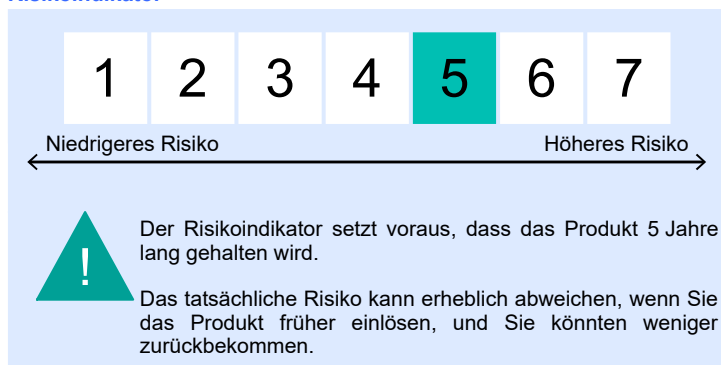 1 2 3 4 5 6 7
Niedrigeres Risiko Höheres Risiko
!
Der Risikoindikator setzt voraus, dass das Produkt 5 Jahre
lang gehalten wird.
Das tatsächliche Risiko kann erheblich abweichen, wenn Sie
das Produkt früher einlösen, und Sie könnten weniger
zurückbekommen.